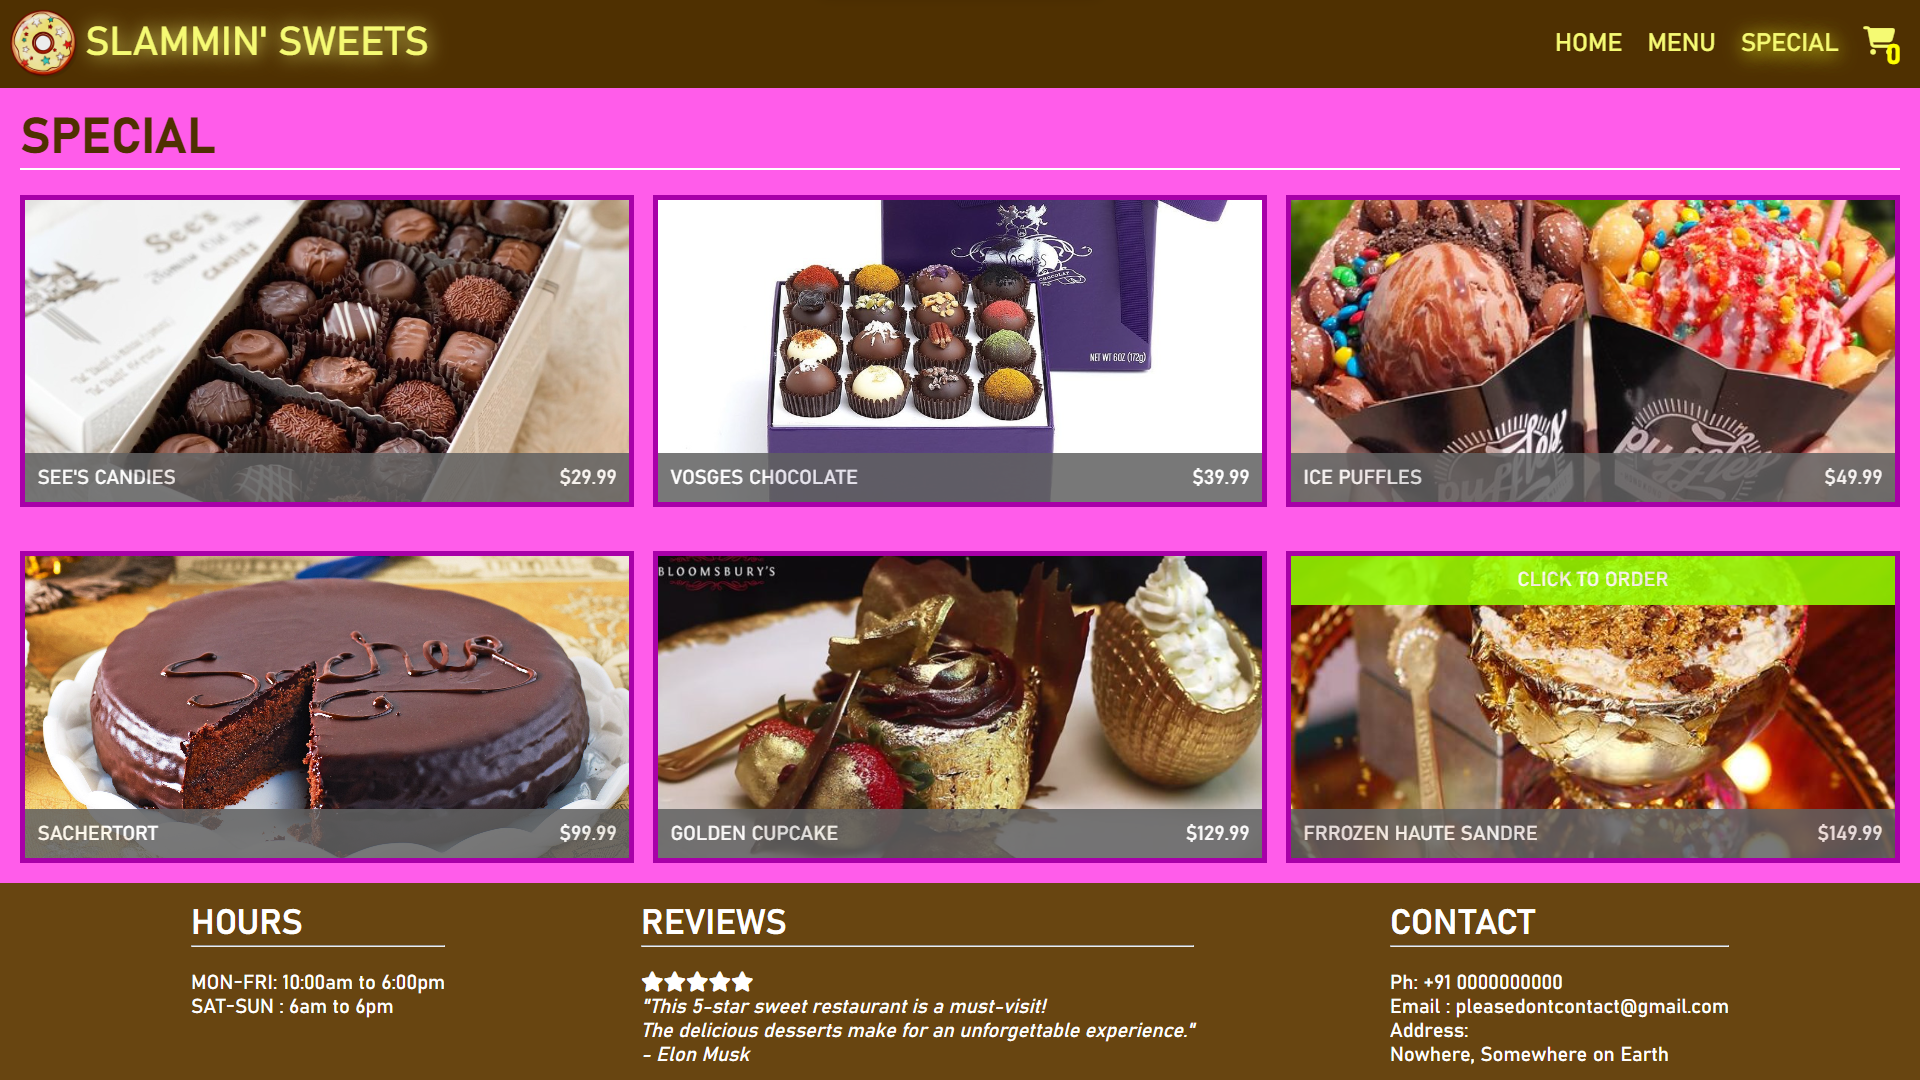 SLAMMIN' SWEETS
HOME MENU SPECIAL 0
SPECIAL
See's
CANDIES
SEE'S CANDIES $29.99
VOSGES
CHOCOLAT
NET WT 6OZ (172g)
VOSGES CHOCOLATE $39.99
puffles
puffles
ICE PUFFLES $49.99
Sacher
SACHERTORT $99.99
BLOOMSBURY'S
GOLDEN CUPCAKE $129.99
CLICK TO ORDER
FRROZEN HAUTE SANDRE $149.99
HOURS
MON-FRI: 10:00am to 6:00pm
SAT-SUN : 6am to 6pm
REVIEWS
"This 5-star sweet restaurant is a must-visit!
The delicious desserts make for an unforgettable experience."
- Elon Musk
CONTACT
Ph: +91 0000000000
Email : pleasedontcontact@gmail.com
Address:
Nowhere, Somewhere on Earth